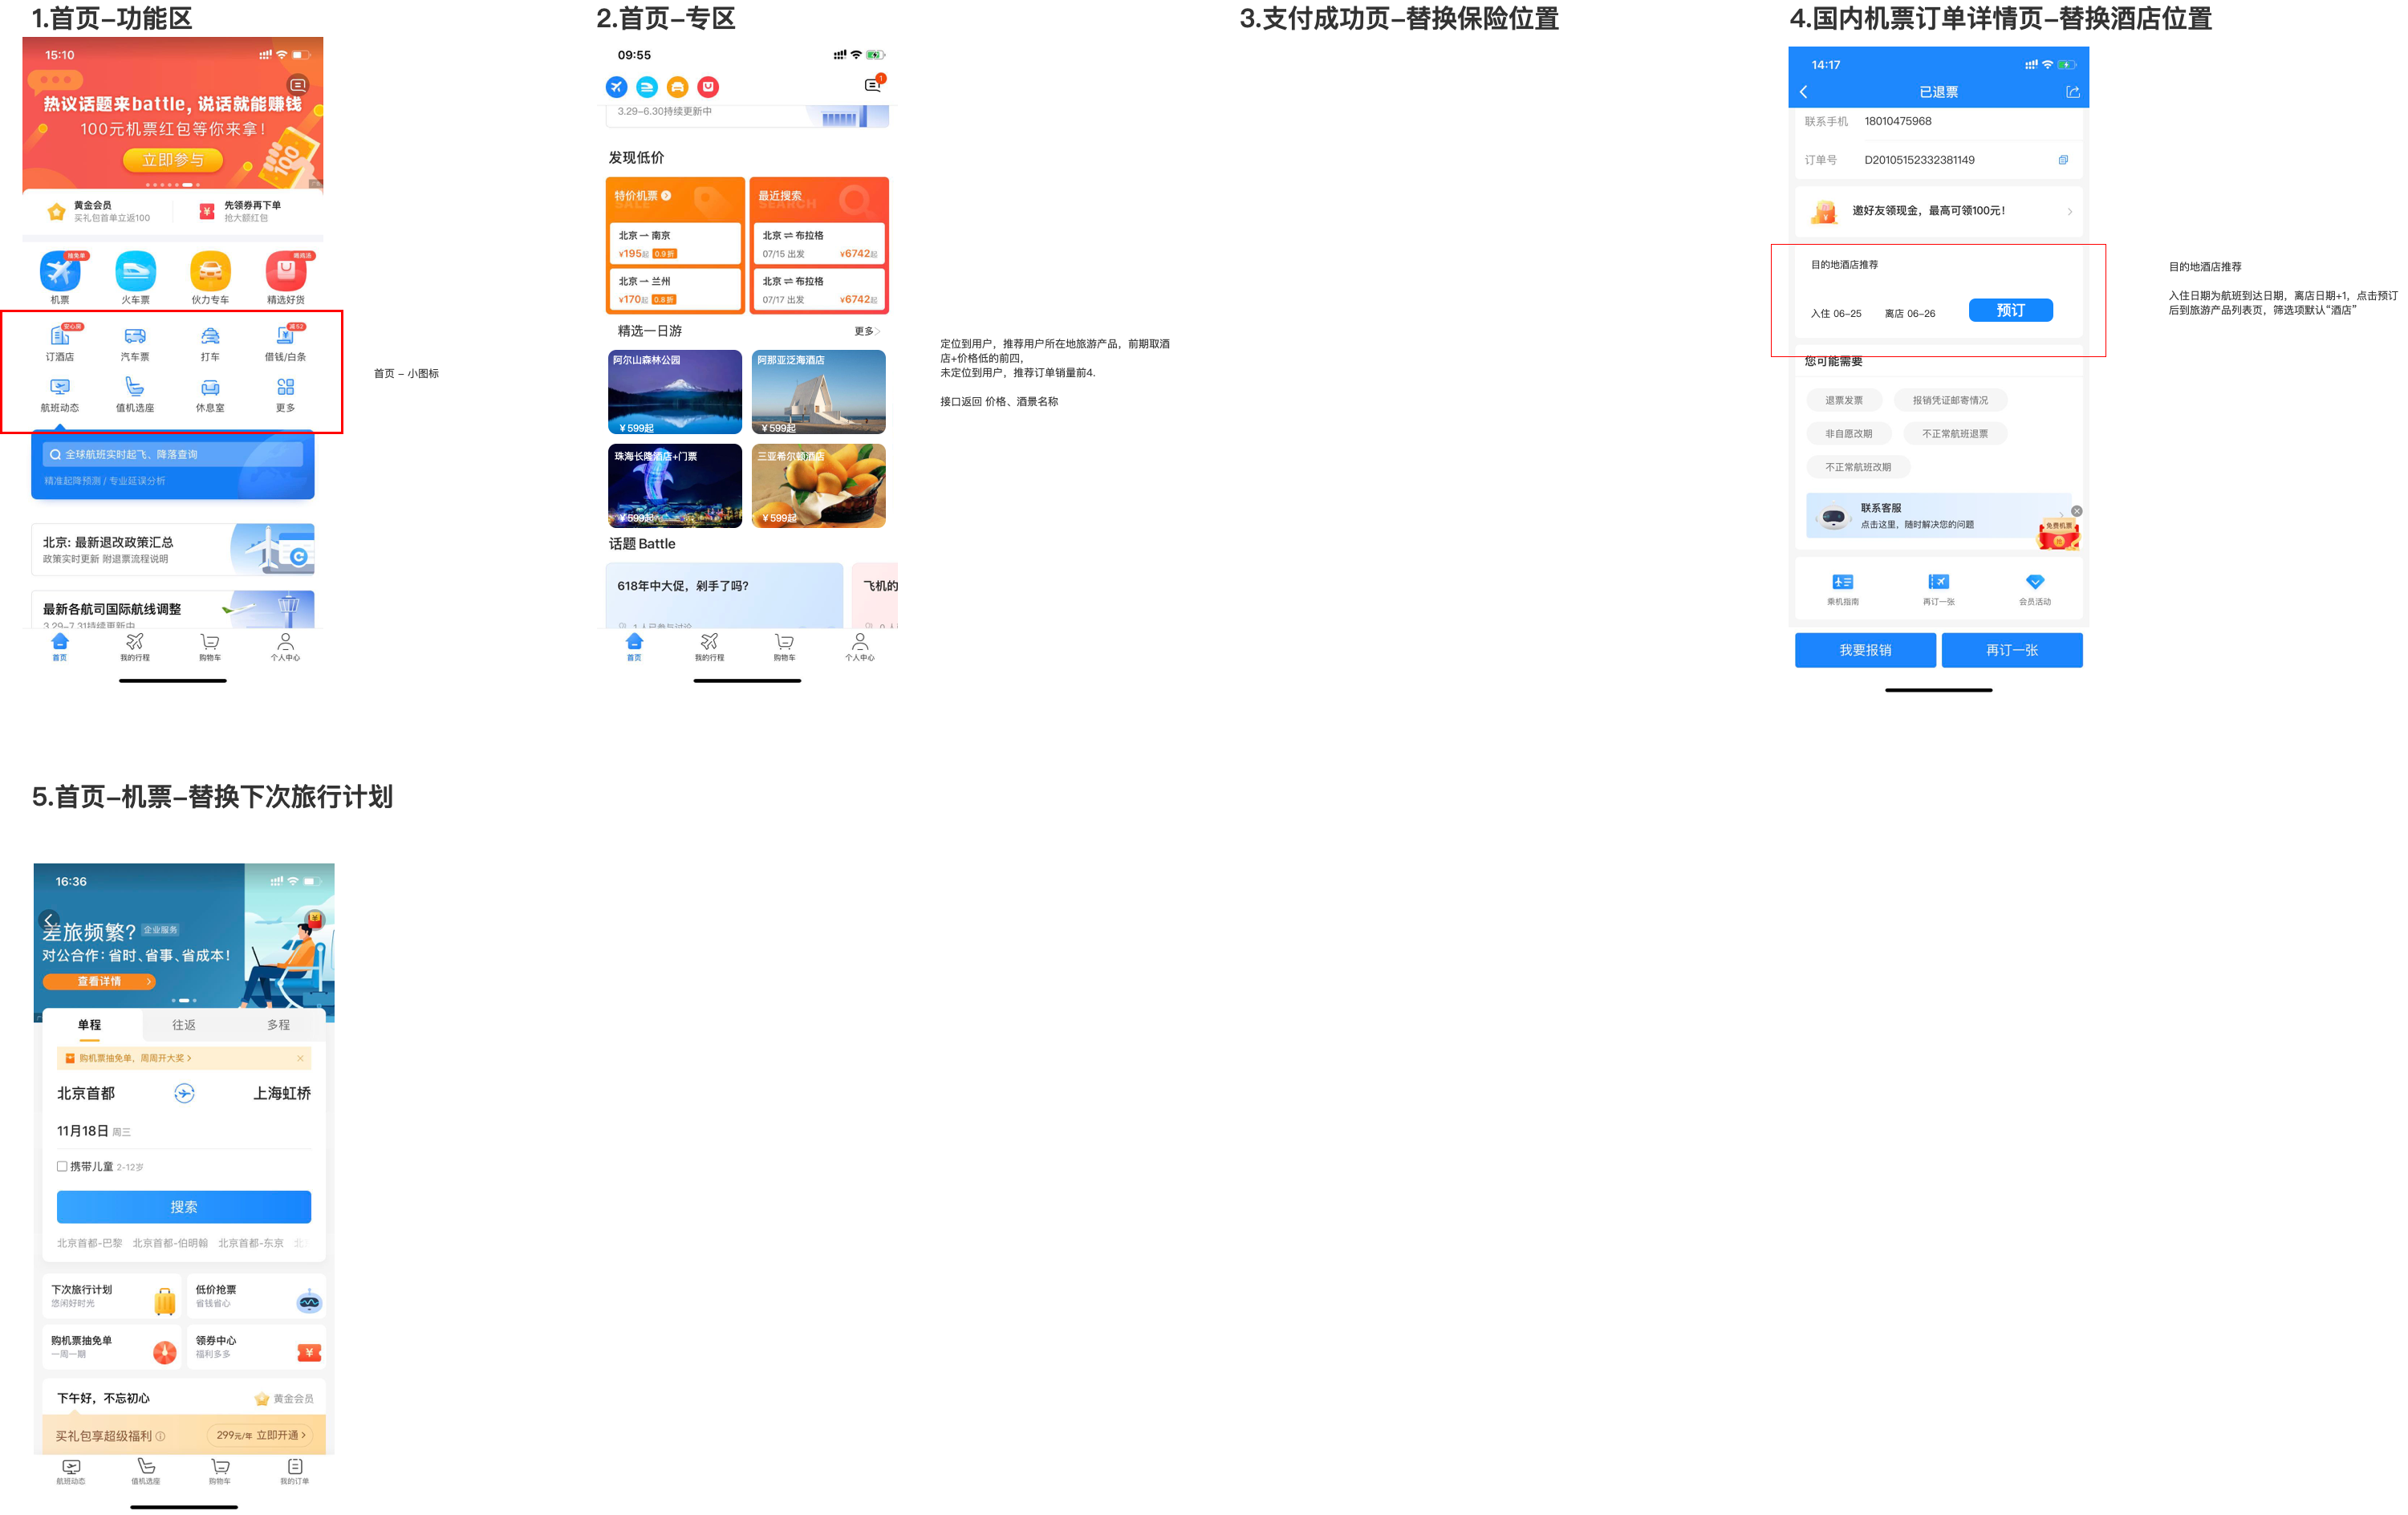 1.首页-功能区
15:10
热议话题来battle，说话就能赚钱
100元机票红包等你来拿！
立即参与
100
黄金会员
买礼包首单立返100
先领券再下单
抢大额红包
抽免单
机票
火车票
伙力专车
精选好货
安心房
订酒店
汽车票
打车
减52
借钱/白条
航班动态
值机选座
休息室
更多
首页 - 小图标
全球航班实时起飞、降落查询
精准起降预测 / 专业延误分析
北京: 最新退改政策汇总
政策实时更新 附退票流程说明
最新各航司国际航线调整
3.29-7.31持续更新中
首页
我的行程
购物车
个人中心
2.首页-专区
09:55
1
3.29-6.30持续更新中
发现低价
特价机票
SALE
北京 → 南京
¥195起 0.9折
北京 → 兰州
¥170起 0.8折
最近搜索
SEARCH
北京 ⇌ 布拉格
07/15 出发 ¥6742起
北京 ⇌ 布拉格
07/17 出发 ¥6742起
精选一日游
更多
阿尔山森林公园
¥599起
阿那亚泛海酒店
¥599起
珠海长隆酒店+门票
¥599起
三亚希尔顿酒店
¥599起
话题 Battle
618年中大促，剁手了吗?
1 人已参与讨论
飞机的
0 人
首页
我的行程
购物车
个人中心
定位到用户，推荐用户所在地旅游产品，前期取酒
店+价格低的前四，
未定位到用户，推荐订单销量前4.
接口返回 价格、酒景名称
3.支付成功页-替换保险位置
4.国内机票订单详情页-替换酒店位置
14:17
已退票
联系手机 18010475968
订单号 D20105152332381149
邀好友领现金，最高可领100元！
目的地酒店推荐
入住 06-25 离店 06-26 预订
您可能需要
退票发票
报销凭证邮寄情况
非自愿改期
不正常航班退票
不正常航班改期
联系客服
点击这里，随时解决您的问题
免费机票
乘机指南
再订一张
会员活动
我要报销
再订一张
目的地酒店推荐
入住日期为航班到达日期，离店日期+1，点击预订
后到旅游产品列表页，筛选项默认“酒店”
5.首页-机票-替换下次旅行计划
16:36
差旅频繁? 企业服务
对公合作：省时、省事、省成本！
查看详情
单程
往返
多程
购机票抽免单，周周开大奖
北京首都
上海虹桥
11月18日 周三
携带儿童 2-12岁
搜索
北京首都-巴黎 北京首都-伯明翰 北京首都-东京 北
下次旅行计划
悠闲好时光
低价抢票
省钱省心
购机票抽免单
一周一期
领券中心
福利多多
下午好，不忘初心
黄金会员
买礼包享超级福利
299元/年 立即开通
航班动态
值机选座
购物车
我的订单